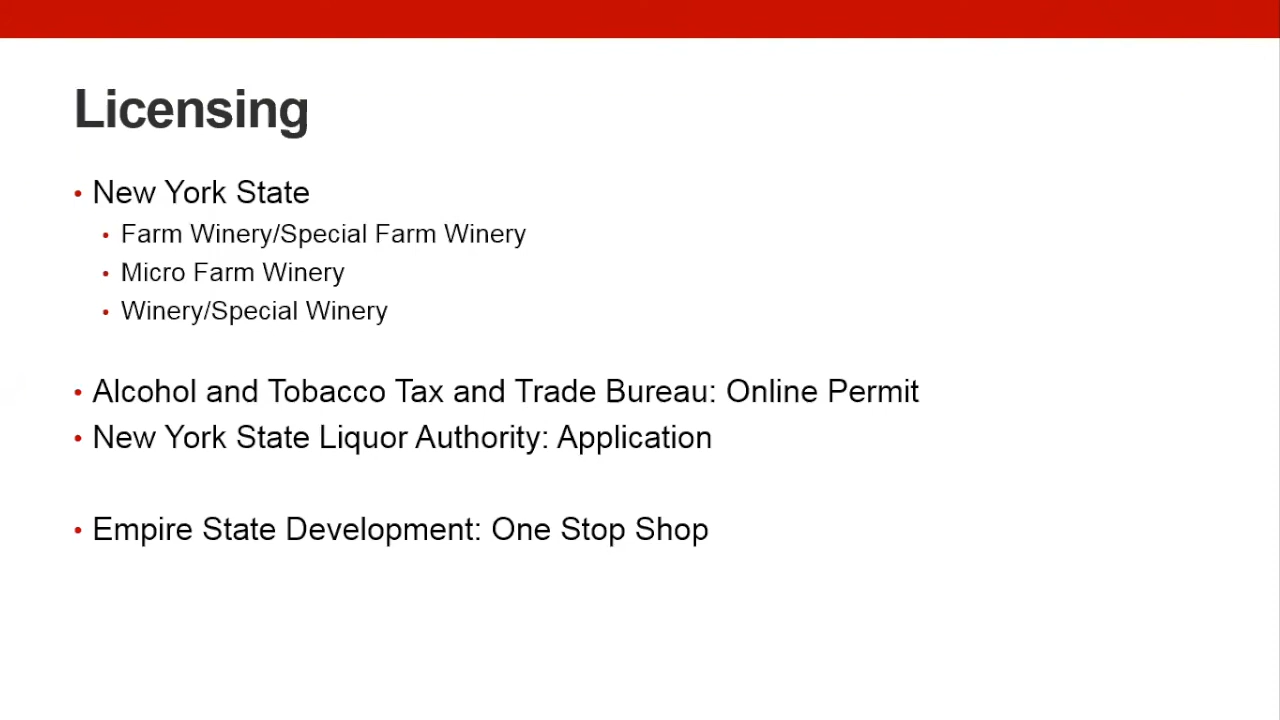 Licensing
• New York State
• Farm Winery/Special Farm Winery
• Micro Farm Winery
• Winery/Special Winery
• Alcohol and Tobacco Tax and Trade Bureau: Online Permit
• New York State Liquor Authority: Application
• Empire State Development: One Stop Shop